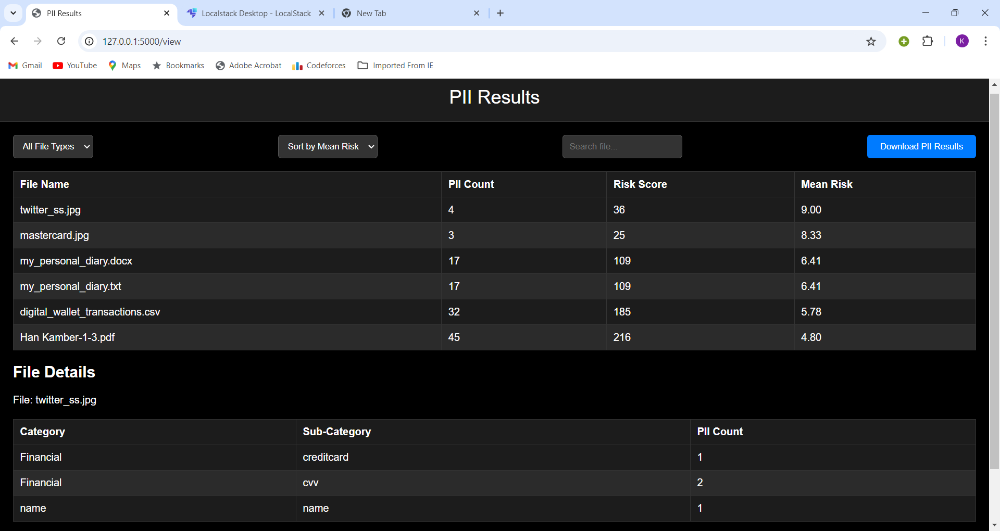 PII Results
Localstack Desktop - LocalStack
New Tab
127.0.0.1:5000/view
K
Gmail
YouTube
Maps
Bookmarks
Adobe Acrobat
Codeforces
Imported From IE
PII Results
All File Types
Sort by Mean Risk
Search file...
Download PII Results
File Name PII Count Risk Score Mean Risk
twitter_ss.jpg 4 36 9.00
mastercard.jpg 3 25 8.33
my_personal_diary.docx 17 109 6.41
my_personal_diary.txt 17 109 6.41
digital_wallet_transactions.csv 32 185 5.78
Han Kamber-1-3.pdf 45 216 4.80
File Details
File: twitter_ss.jpg
Category Sub-Category PII Count
Financial creditcard 1
Financial cvv 2
name name 1